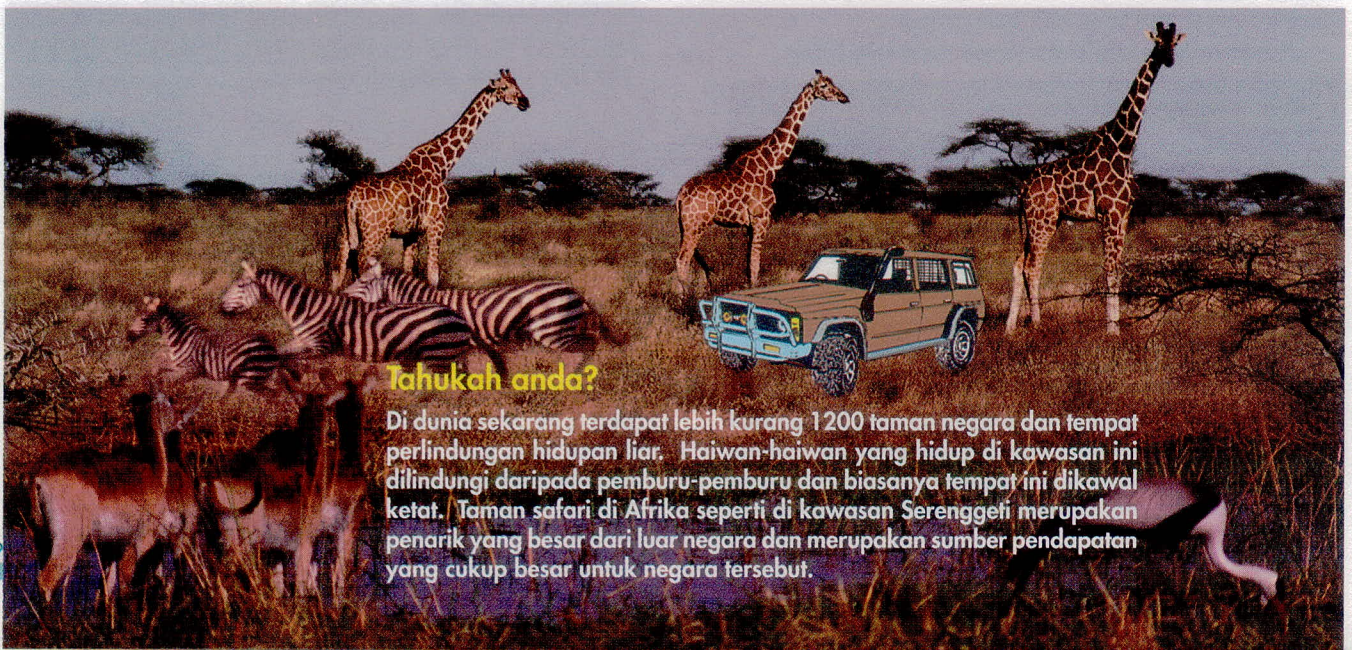 Tahukah anda?
Di dunia sekarang terdapat lebih kurang 1200 taman negara dan tempat
perlindungan hidupan liar. Haiwan-haiwan yang hidup di kawasan ini
dilindungi daripada pemburu-pemburu dan biasanya tempat ini dikawal
ketat. Taman safari di Afrika seperti di kawasan Serenggeti merupakan
penarik yang besar dari luar negara dan merupakan sumber pendapatan
yang cukup besar untuk negara tersebut.